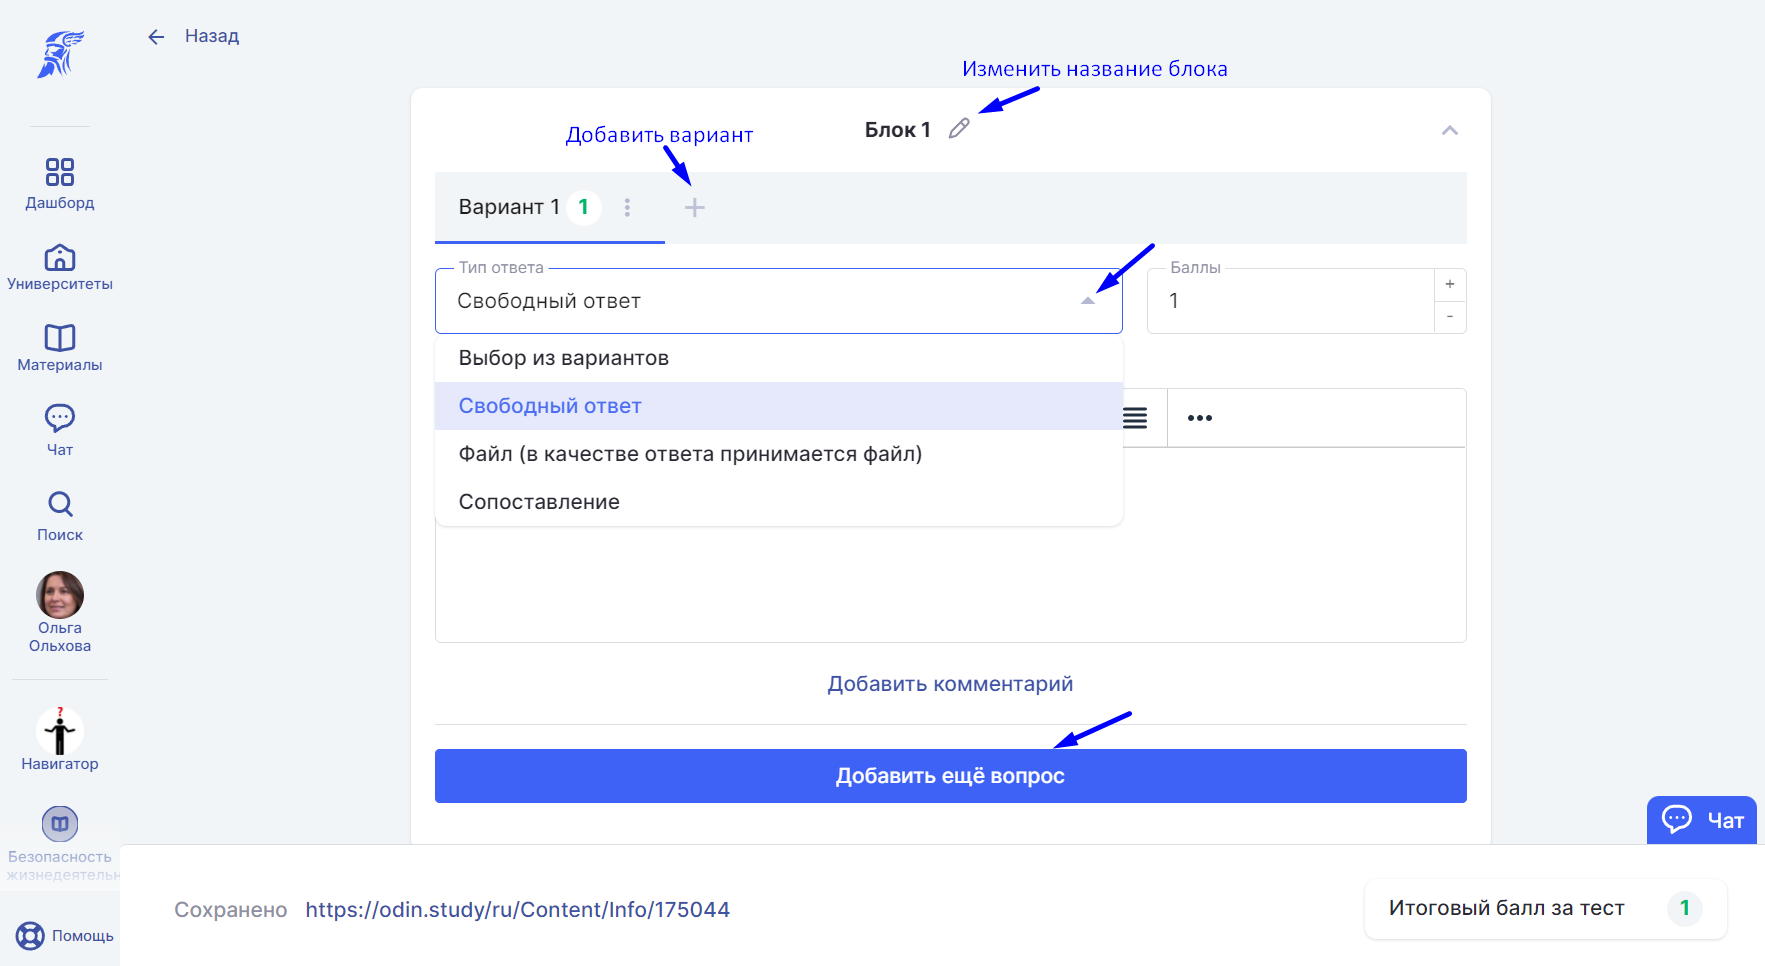 Назад
Изменить название блока
Блок 1
Добавить вариант
Вариант 1 1
+
Тип ответа
Свободный ответ
Баллы
1
+
-
Выбор из вариантов
Свободный ответ
Файл (в качестве ответа принимается файл)
Сопоставление
Добавить комментарий
Добавить ещё вопрос
Дашборд
Университеты
Материалы
Чат
Поиск
Ольга
Ольхова
?
Навигатор
Безопасность
жизнедеятельн
Помощь
Чат
Сохранено https://odin.study/ru/Content/Info/175044
Итоговый балл за тест 1